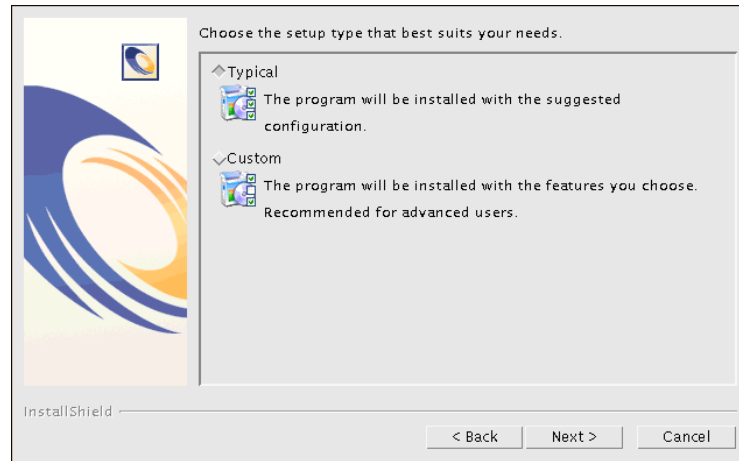 Choose the setup type that best suits your needs.
Typical
The program will be installed with the suggested
configuration.
Custom
The program will be installed with the features you choose.
Recommended for advanced users.
InstallShield
< Back
Next >
Cancel